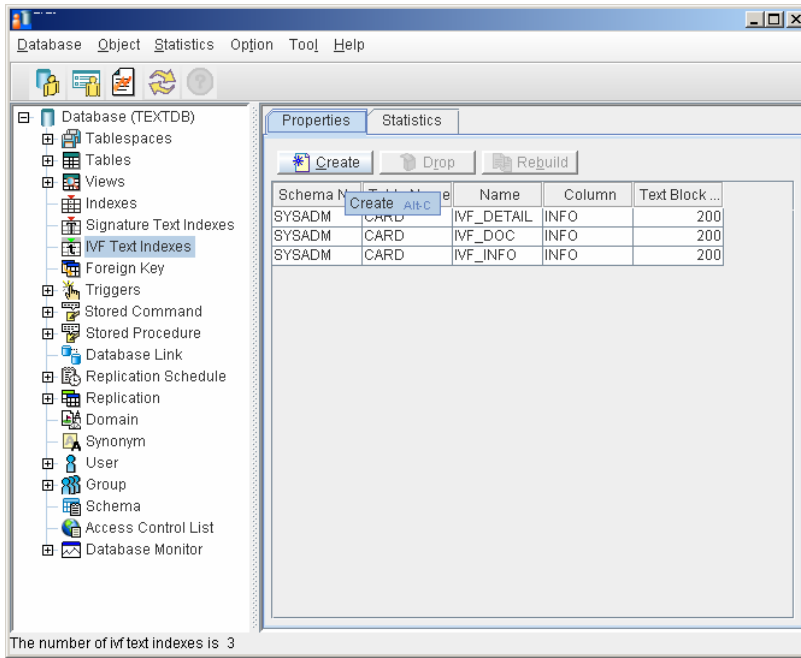 Database Object Statistics Option Tool Help
Database (TEXTDB)
Tablespaces
Tables
Views
Indexes
Signature Text Indexes
IVF Text Indexes
Foreign Key
Triggers
Stored Command
Stored Procedure
Database Link
Replication Schedule
Replication
Domain
Synonym
User
Group
Schema
Access Control List
Database Monitor
Properties Statistics
Create Drop Rebuild
Schema Name Column Text Block ...
Create Alt-C
SYSADM CARD IVF_DETAIL INFO 200
SYSADM CARD IVF_DOC INFO 200
SYSADM CARD IVF_INFO INFO 200
The number of ivf text indexes is 3